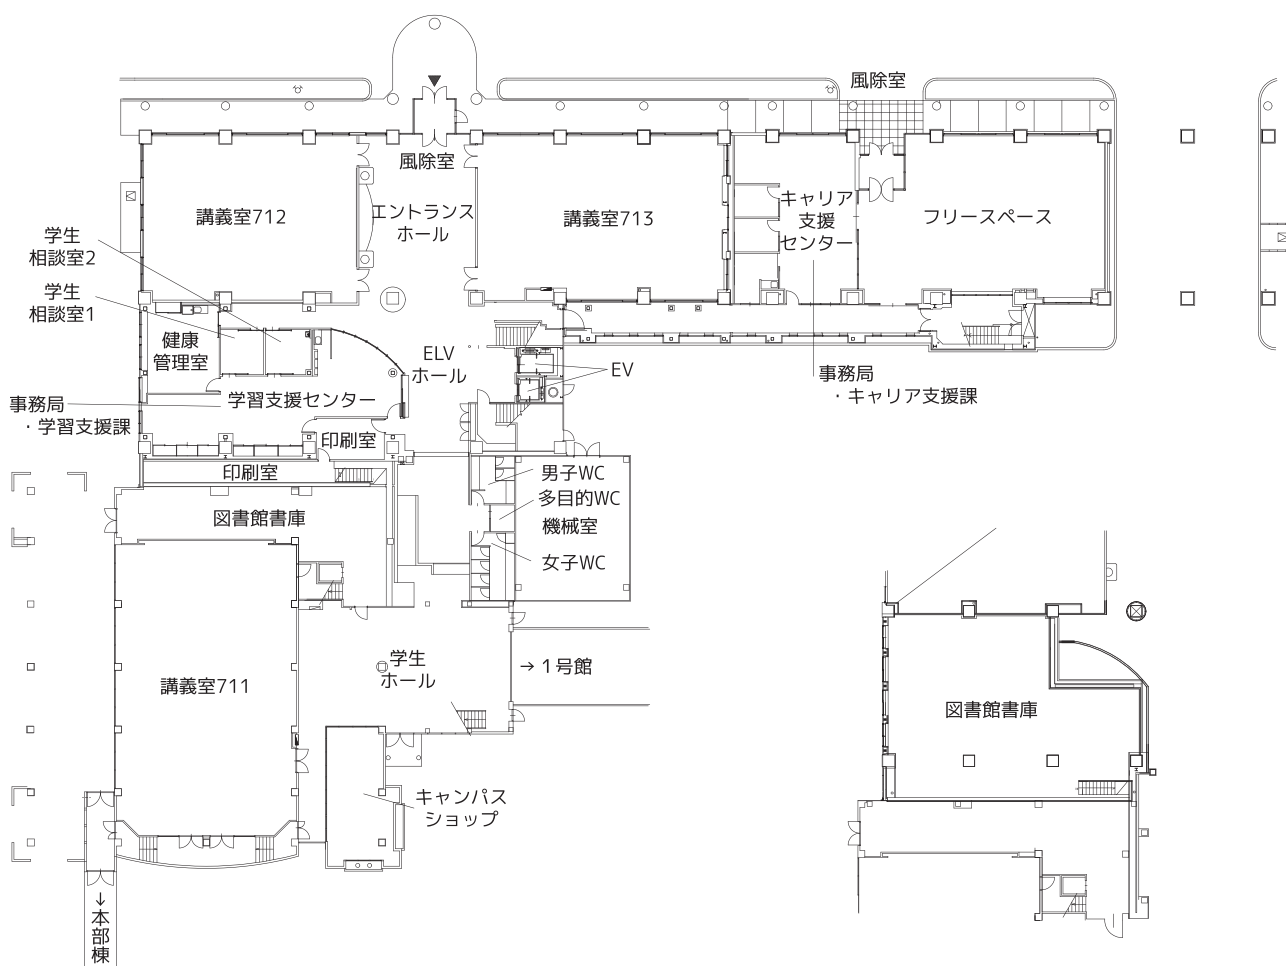 風除室
風除室
講義室712
エントランス
ホール
講義室713
キャリア
支援
センター
フリースペース
学生
相談室2
学生
相談室1
健康
管理室
ELV
ホール
EV
事務局
・キャリア支援課
学習支援センター
事務局
・学習支援課
印刷室
印刷室
男子WC
多目的WC
機械室
女子WC
図書館書庫
学生
ホール
→1号館
講義室711
図書館書庫
キャンパス
ショップ
→本部棟